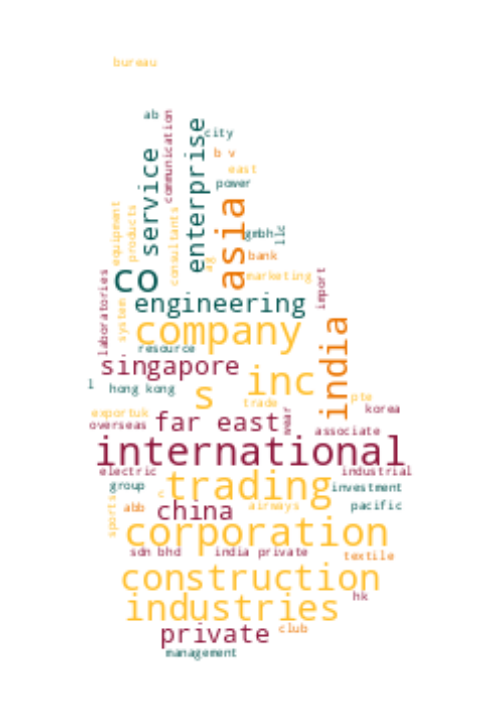 bureau
ab
communication
city
enterprise
service
b v
east
power
asia
equipment
products
consultants
gmbh
llc
bank
ag
marketing
co
import
laboratories
engineering
system
company
india
resource
singapore
inc
l
hong kong
s
pte
trade
korea
exportuk
overseas
far east
near
associate
international
electric
industrial
group
trading
investment
c
sports
abb
china
airways
pacific
corporation
sdn bhd
india private
textile
construction
hk
industries
private
club
management